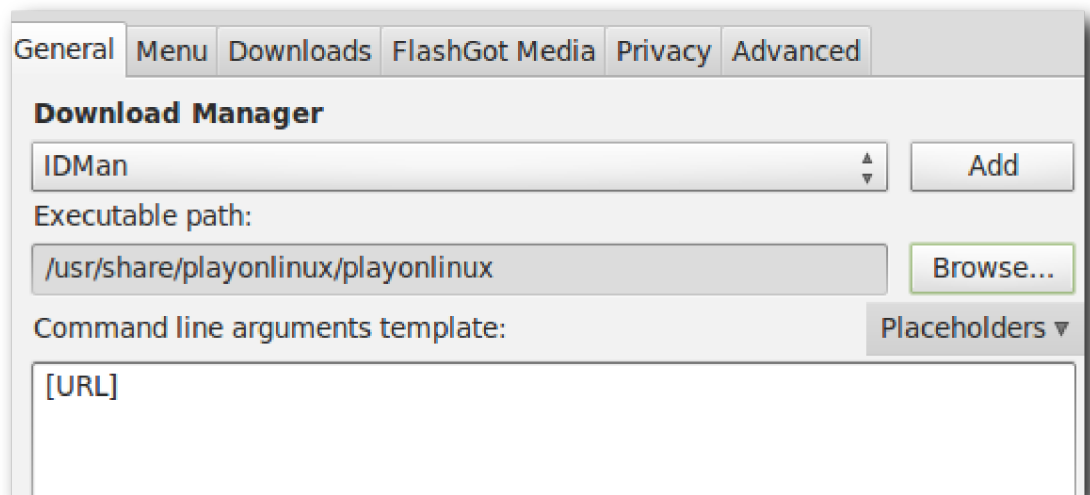 General Menu Downloads FlashGot Media Privacy Advanced
Download Manager
IDMan Add
Executable path:
/usr/share/playonlinux/playonlinux Browse...
Command line arguments template: Placeholders
[URL]